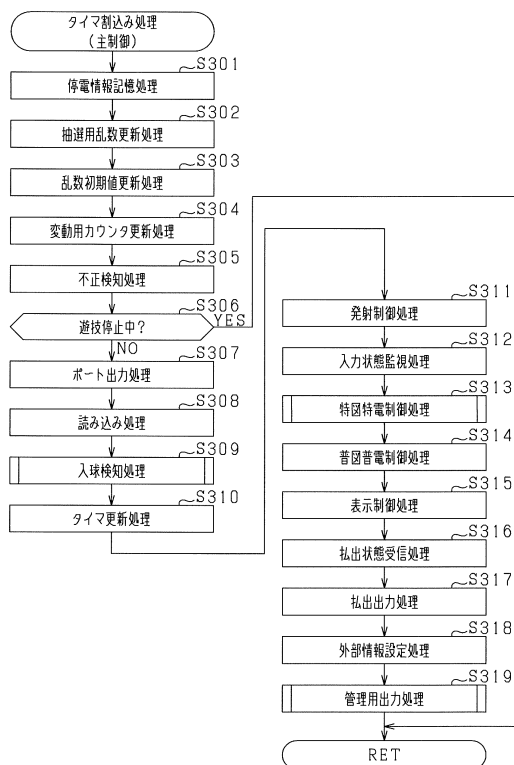 タイマ割込み処理
(主制御)
S301
停電情報記憶処理
S302
抽選用乱数更新処理
S303
乱数初期値更新処理
S304
変動用カウンタ更新処理
S305
不正検知処理
S306
遊技停止中?
YES
NO
S307
ポート出力処理
S308
読み込み処理
S309
入球検知処理
S310
タイマ更新処理
S311
発射制御処理
S312
入力状態監視処理
S313
特図特電制御処理
S314
普図普電制御処理
S315
表示制御処理
S316
払出状態受信処理
S317
払出出力処理
S318
外部情報設定処理
S319
管理用出力処理
RET